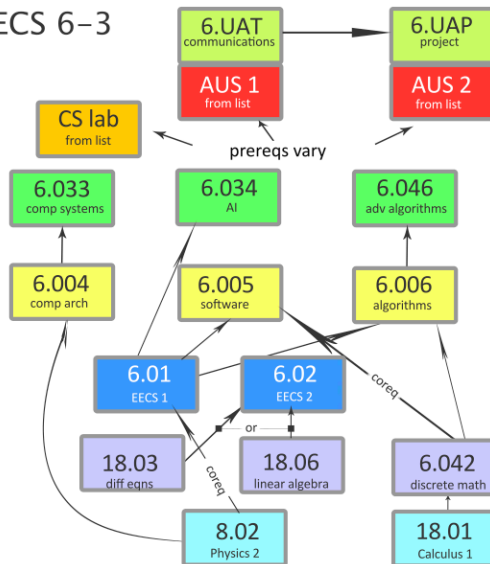 ECS 6-3
6.UAT
communications
6.UAP
project
AUS 1
from list
AUS 2
from list
CS lab
from list
prereqs vary
6.033
comp systems
6.034
AI
6.046
adv algorithms
6.004
comp arch
6.005
software
6.006
algorithms
6.01
EECS 1
6.02
EECS 2
coreq
or
18.03
diff eqns
coreq
18.06
linear algebra
6.042
discrete math
8.02
Physics 2
18.01
Calculus 1